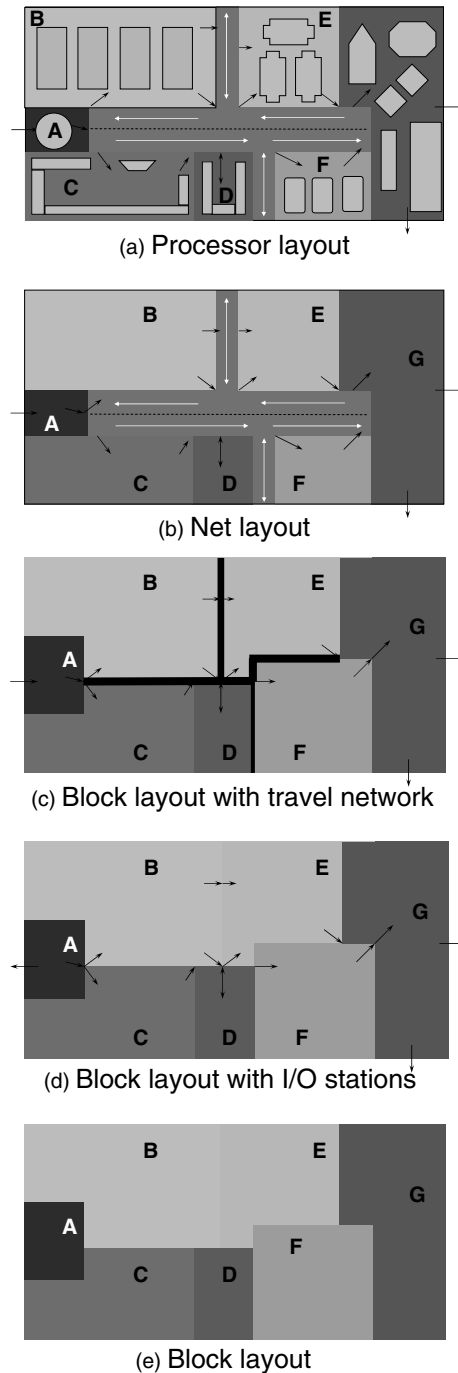 B E
A
C D F
(a) Processor layout
B E
G
A
C D F
(b) Net layout
B E
G
A
C D F
(c) Block layout with travel network
B E
G
A
C D F
(d) Block layout with I/O stations
B E
G
A
F
C D
(e) Block layout